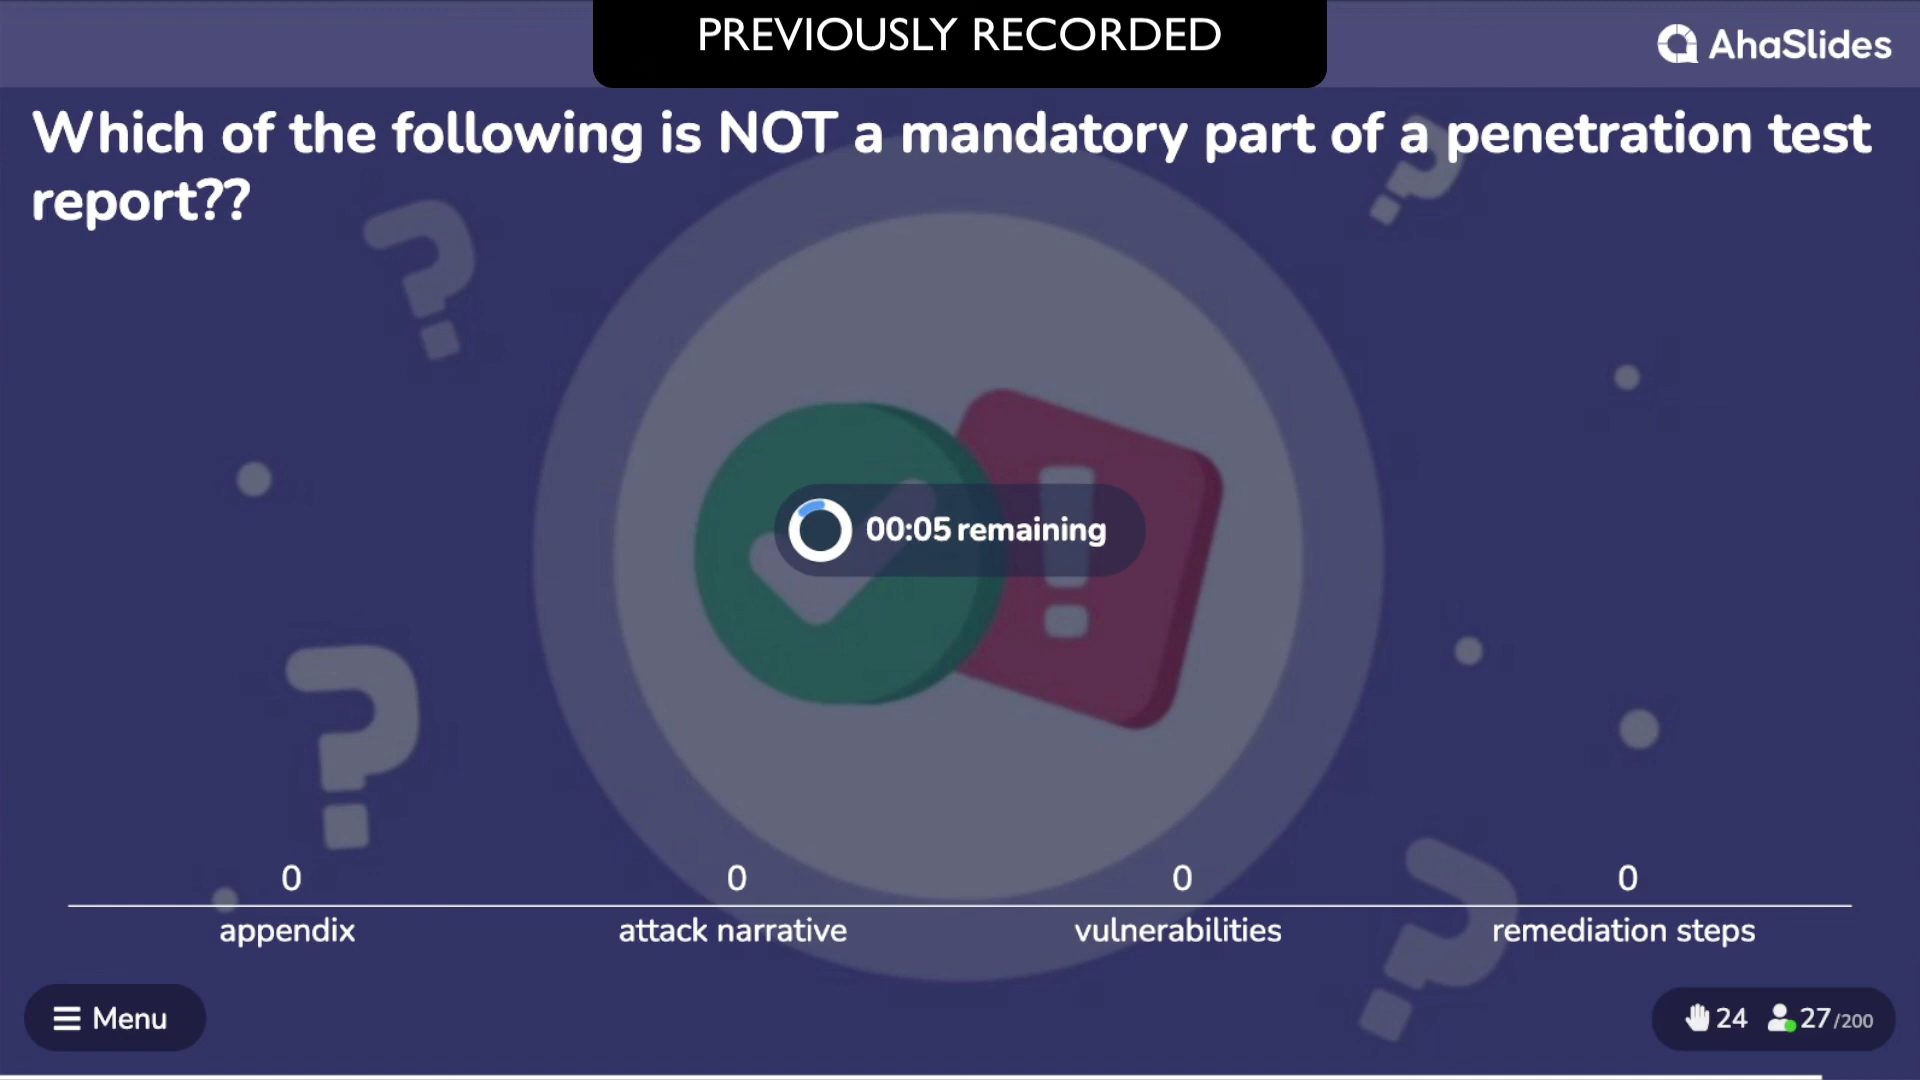 PREVIOUSLY RECORDED
AhaSlides
Which of the following is NOT a mandatory part of a penetration test
report??
00:05 remaining
0 0 0 0
appendix attack narrative vulnerabilities remediation steps
Menu
24 27/200